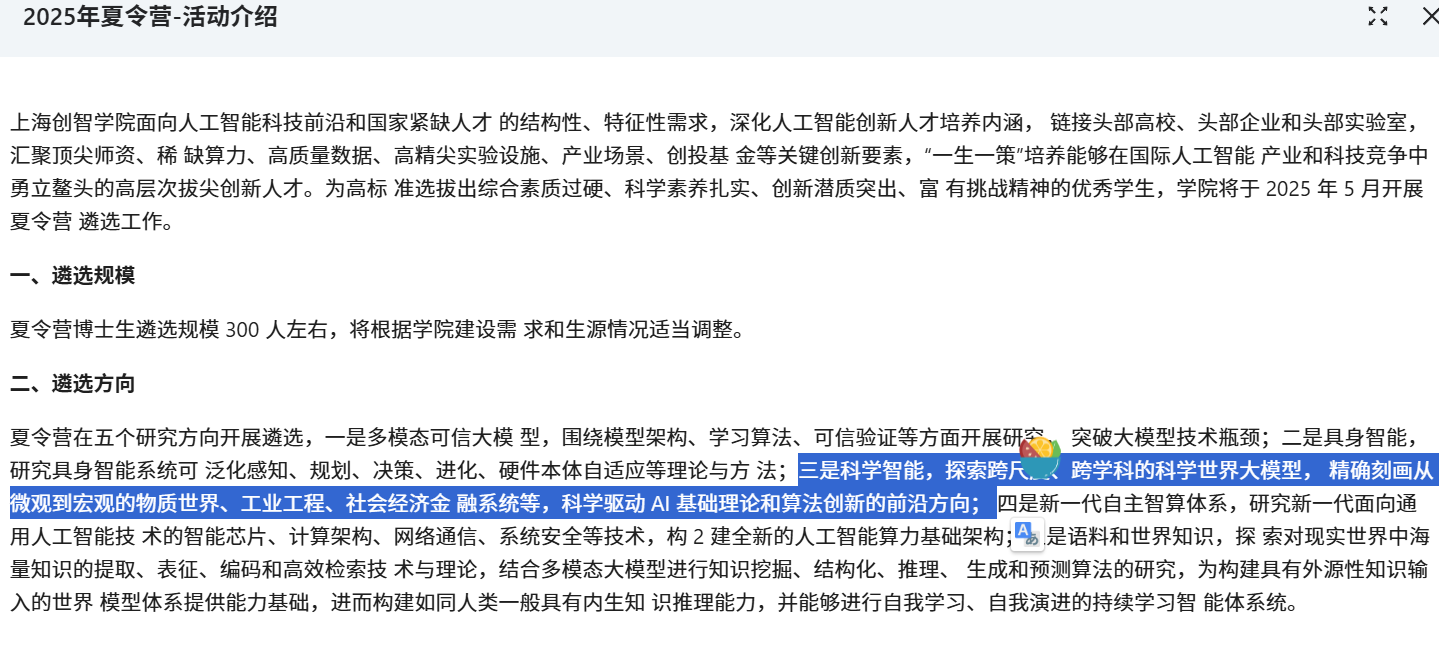 2025年夏令营-活动介绍
上海创智学院面向人工智能科技前沿和国家紧缺人才 的结构性、特征性需求，深化人工智能创新人才培养内涵， 链接头部高校、头部企业和头部实验室，
汇聚顶尖师资、稀 缺算力、高质量数据、高精尖实验设施、产业场景、创投基 金等关键创新要素，“一生一策”培养能够在国际人工智能 产业和科技竞争中
勇立鳌头的高层次拔尖创新人才。为高标 准选拔出综合素质过硬、科学素养扎实、创新潜质突出、富 有挑战精神的优秀学生，学院将于 2025 年 5 月开展
夏令营 遴选工作。
一、遴选规模
夏令营博士生遴选规模 300 人左右，将根据学院建设需 求和生源情况适当调整。
二、遴选方向
夏令营在五个研究方向开展遴选，一是多模态可信大模 型，围绕模型架构、学习算法、可信验证等方面开展研究， 突破大模型技术瓶颈；二是具身智能，
研究具身智能系统可 泛化感知、规划、决策、进化、硬件本体自适应等理论与方 法；三是科学智能，探索跨尺、跨学科的科学世界大模型， 精确刻画从
微观到宏观的物质世界、工业工程、社会经济金 融系统等，科学驱动 AI 基础理论和算法创新的前沿方向； 四是新一代自主智算体系，研究新一代面向通
用人工智能技 术的智能芯片、计算架构、网络通信、系统安全等技术，构 2 建全新的人工智能算力基础架构；是语料和世界知识，探 索对现实世界中海
量知识的提取、表征、编码和高效检索技 术与理论，结合多模态大模型进行知识挖掘、结构化、推理、 生成和预测算法的研究，为构建具有外源性知识输
入的世界 模型体系提供能力基础，进而构建如同人类一般具有内生知 识推理能力，并能够进行自我学习、自我演进的持续学习智 能体系统。